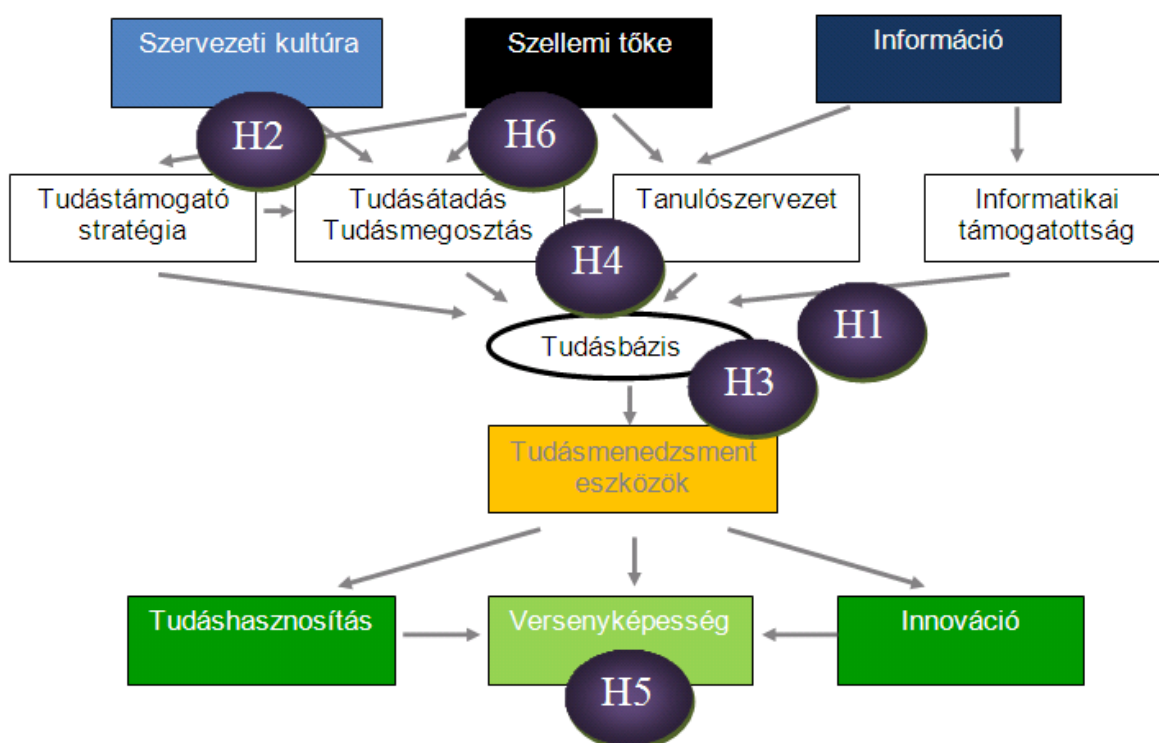 Szervezeti kultúra
Szellemi tőke
Információ
H2
H6
Tudástámogató
stratégia
Tudásátadás
Tudásmegosztás
Tanulószervezet
Informatikai
támogatottság
H4
H1
Tudásbázis
H3
Tudásmenedzsment
eszközök
Tudáshasznosítás
Versenyképesség
Innováció
H5